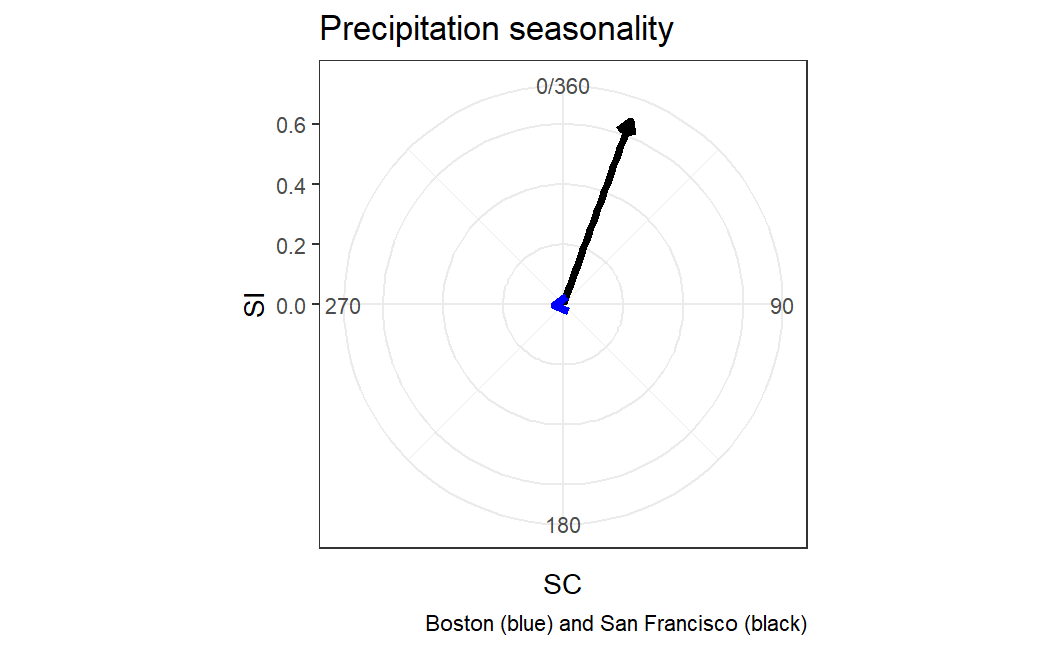 Precipitation seasonality
0/360
0.6
0.4
0.2
SI 0.0 270 90
180
SC
Boston (blue) and San Francisco (black)